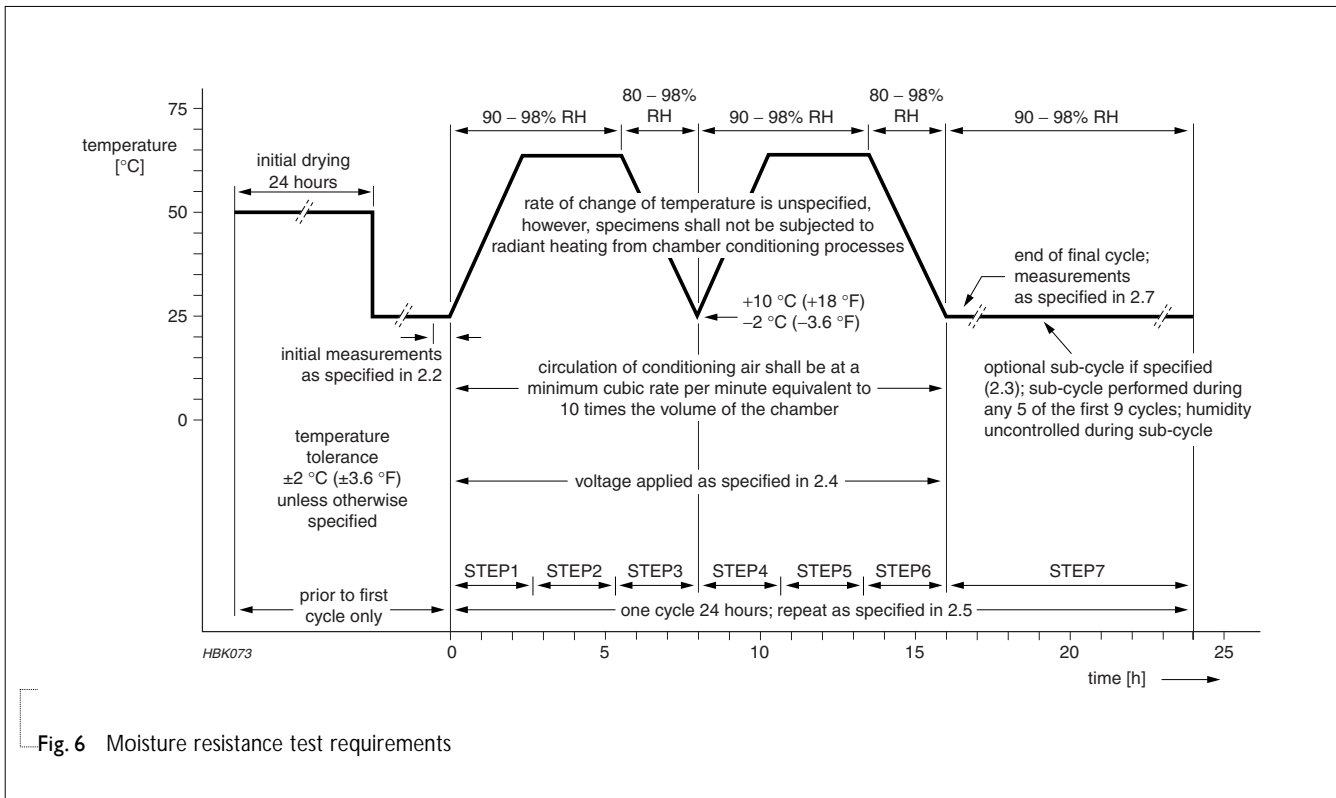 80 – 98%
RH
80 – 98%
RH
90 – 98% RH
90 – 98% RH
90 – 98% RH
75
temperature
[°C]
50
25
0
initial drying
24 hours
rate of change of temperature is unspecified,
however, specimens shall not be subjected to
radiant heating from chamber conditioning processes
end of final cycle;
measurements
as specified in 2.7
+10 °C (+18 °F)
−2 °C (−3.6 °F)
initial measurements
as specified in 2.2
circulation of conditioning air shall be at a
minimum cubic rate per minute equivalent to
10 times the volume of the chamber
optional sub-cycle if specified
(2.3); sub-cycle performed during
any 5 of the first 9 cycles; humidity
uncontrolled during sub-cycle
temperature
tolerance
±2 °C (±3.6 °F)
unless otherwise
specified
voltage applied as specified in 2.4
STEP1 STEP2 STEP3 STEP4 STEP5 STEP6 STEP7
prior to first
cycle only
one cycle 24 hours; repeat as specified in 2.5
HBK073
0 5 10 15 20 25
time [h]
Fig. 6 Moisture resistance test requirements